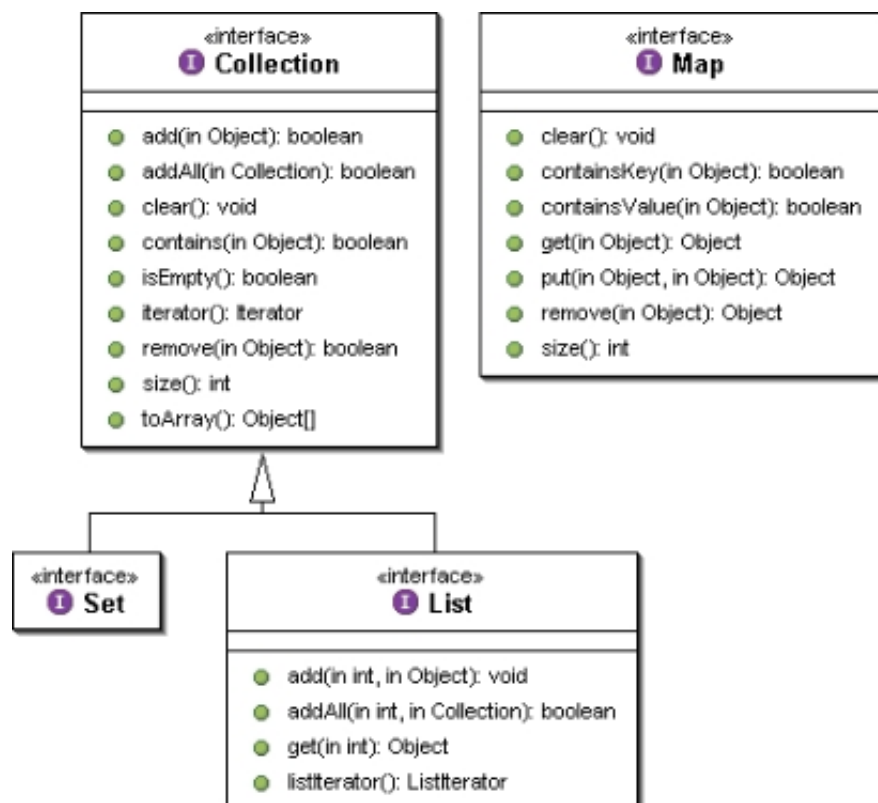 «interface»
I Collection
add(in Object): boolean
addAll(in Collection): boolean
clear(): void
contains(in Object): boolean
isEmpty(): boolean
iterator(): Iterator
remove(in Object): boolean
size(): int
toArray(): Object[]
«interface»
I Map
clear(): void
containsKey(in Object): boolean
containsValue(in Object): boolean
get(in Object): Object
put(in Object, in Object): Object
remove(in Object): Object
size(): int
«interface»
I Set
«interface»
I List
add(in int, in Object): void
addAll(in int, in Collection): boolean
get(in int): Object
listIterator(): ListIterator